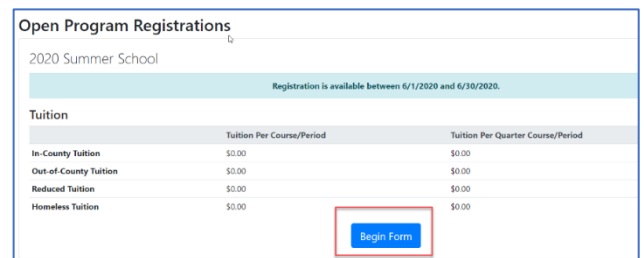 Open Program Registrations
2020 Summer School
Registration is available between 6/1/2020 and 6/30/2020.
Tuition
Tuition Per Course/Period Tuition Per Quarter Course/Period
In-County Tuition $0.00 $0.00
Out-of-County Tuition $0.00 $0.00
Reduced Tuition $0.00 $0.00
Homeless Tuition $0.00 $0.00
Begin Form